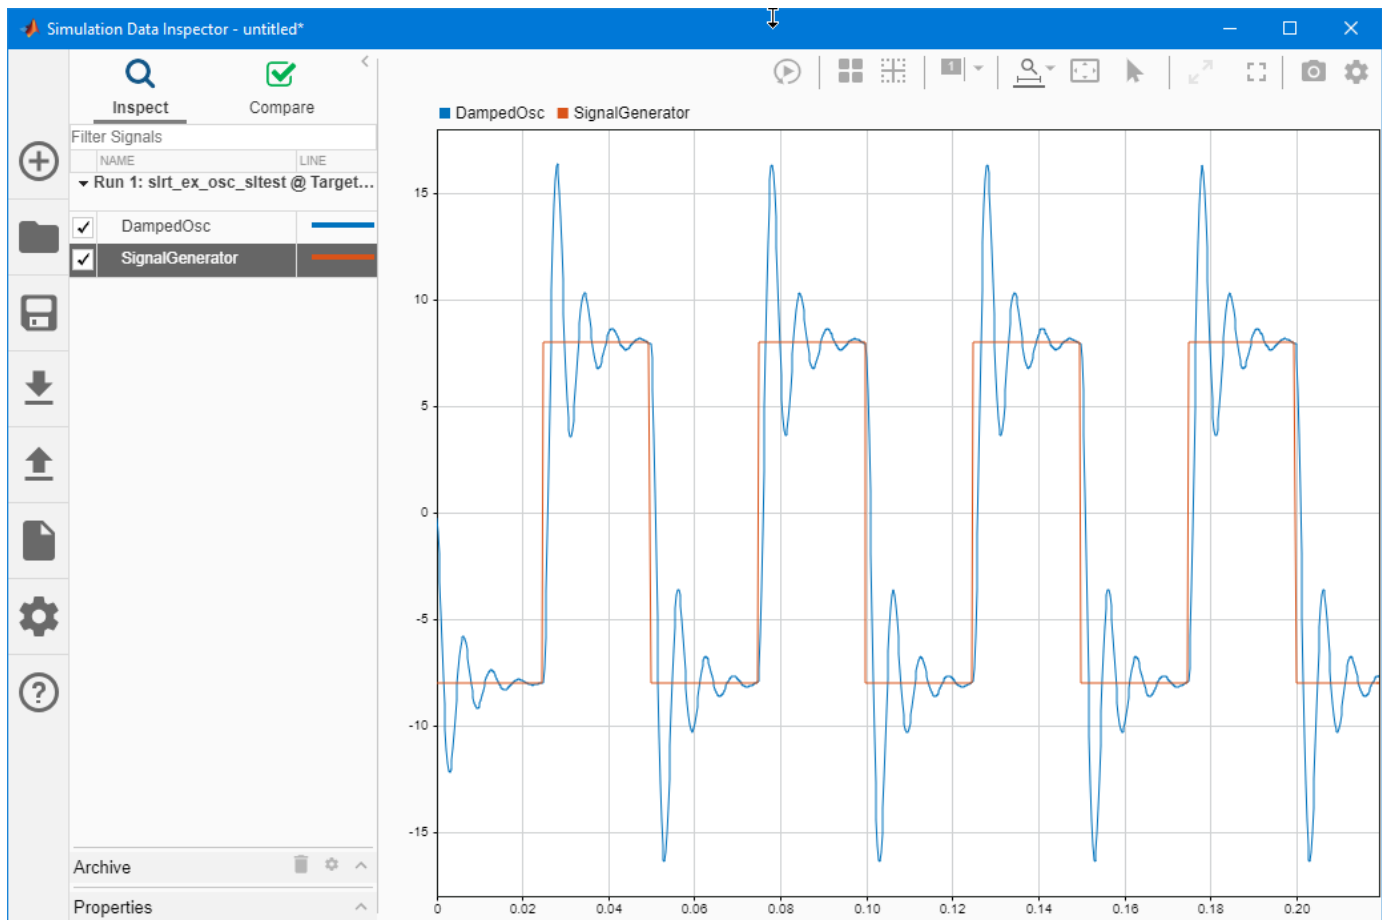 Simulation Data Inspector - untitled*
Inspect
Compare
Filter Signals
NAME
LINE
Run 1: slrt_ex_osc_sltest @ Target...
DampedOsc
SignalGenerator
Archive
Properties
1
DampedOsc
SignalGenerator
15
10
5
0
-5
-10
-15
0
0.02
0.04
0.06
0.08
0.10
0.12
0.14
0.16
0.18
0.20